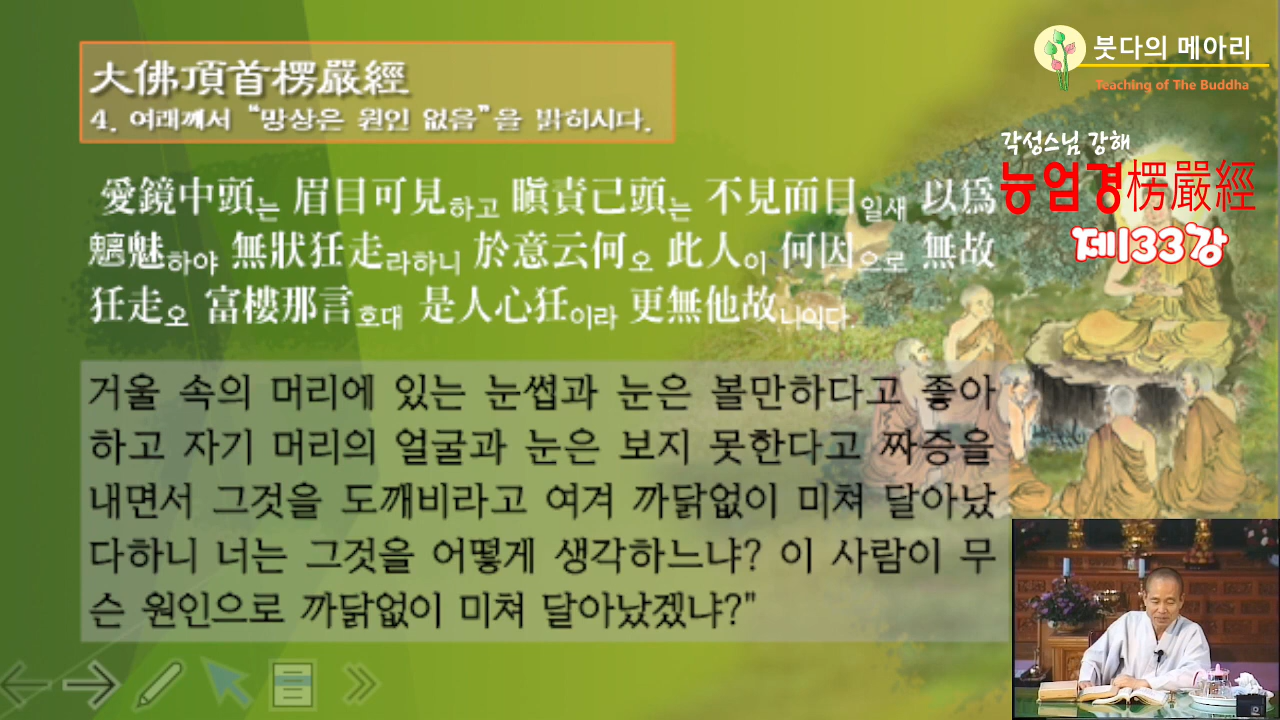 大佛頂首楞嚴經
4. 여래께서 “망상은 원인 없음”을 밝히시다.
愛鏡中頭는 眉目可見하고 瞋責己頭는 不見面目일새 以爲
魑魅하야 無狀狂走라하니 於意云何오 此人이 何因으로 無故
狂走오 富樓那言호대 是人心狂이라 更無他故니이다.
거울 속의 머리에 있는 눈썹과 눈은 볼만하다고 좋아
하고 자기 머리의 얼굴과 눈은 보지 못한다고 짜증을
내면서 그것을 도깨비라고 여겨 까닭없이 미쳐 달아났
다하니 너는 그것을 어떻게 생각하느냐? 이 사람이 무
슨 원인으로 까닭없이 미쳐 달아났겠냐?"
붓다의 메아리
Teaching of The Buddha
각성스님 강해
능엄경楞嚴經
제33강